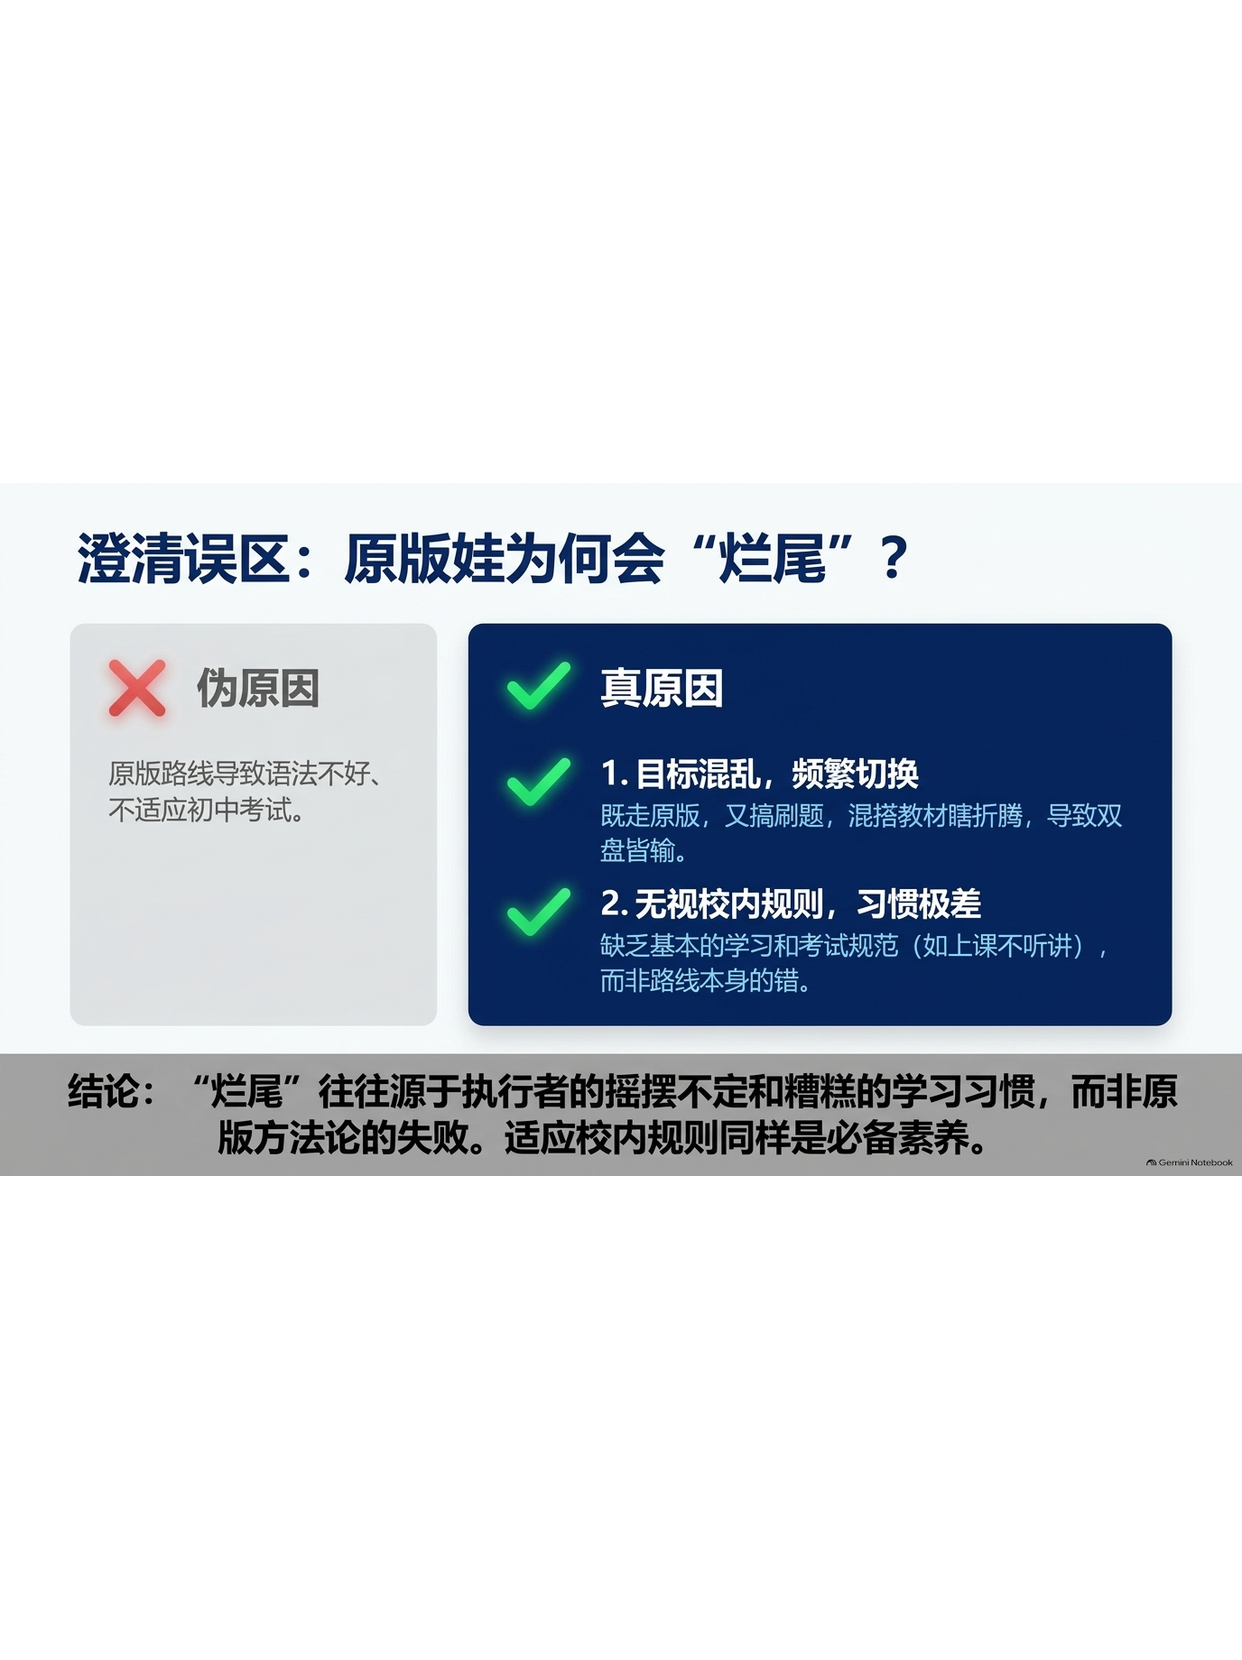 澄清误区：原版娃为何会“烂尾”？
伪原因
原版路线导致语法不好、
不适应初中考试。
真原因
1. 目标混乱，频繁切换
既走原版，又搞刷题，混搭教材瞎折腾，导致双
盘皆输。
2. 无视校内规则，习惯极差
缺乏基本的学习和考试规范（如上课不听讲），
而非路线本身的错。
结论：“烂尾”往往源于执行者的摇摆不定和糟糕的学习习惯，而非原
版方法论的失败。适应校内规则同样是必备素养。
Gemini Notebook